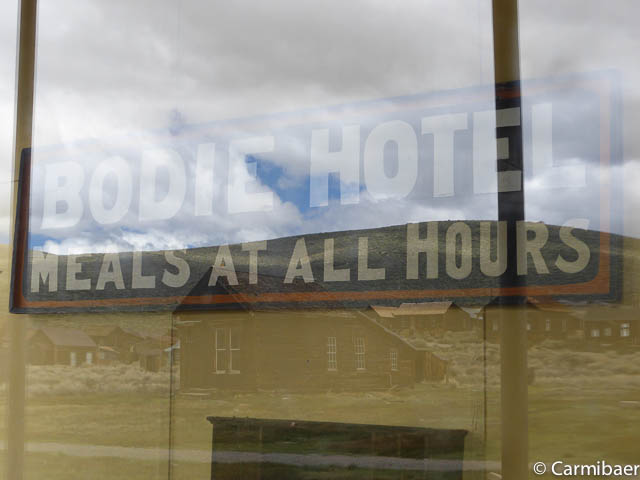 BODIE HOTEL
MEALS AT ALL HOURS
© Carmibaer